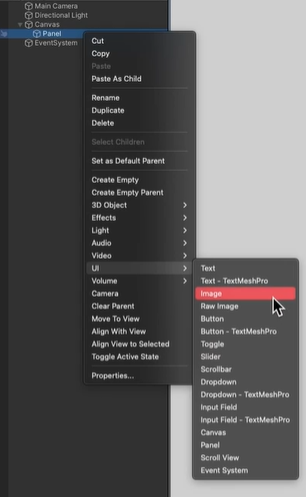 Main Camera
Directional Light
Canvas
Panel
EventSystem
Cut
Copy
Paste
Paste As Child
Rename
Duplicate
Delete
Select Children
Set as Default Parent
Create Empty
Create Empty Parent
3D Object
Effects
Light
Audio
Video
UI
Volume
Camera
Clear Parent
Move To View
Align With View
Align View to Selected
Toggle Active State
Properties...
Text
Text - TextMeshPro
Image
Raw Image
Button
Button - TextMeshPro
Toggle
Slider
Scrollbar
Dropdown
Dropdown - TextMeshPro
Input Field
Input Field - TextMeshPro
Canvas
Panel
Scroll View
Event System